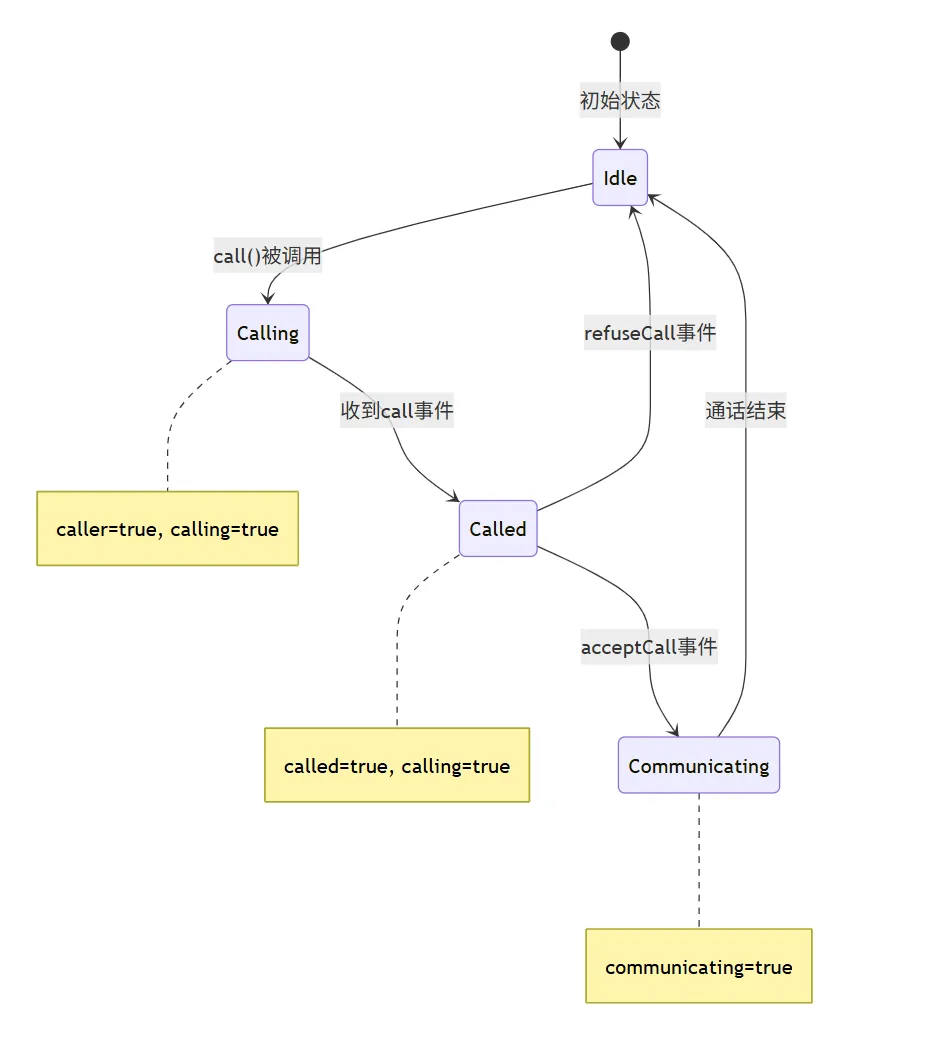 初始状态
Idle
call()被调用
Calling
refuseCall事件
收到call事件
通话结束
caller=true, calling=true
Called
acceptCall事件
called=true, calling=true
Communicating
communicating=true